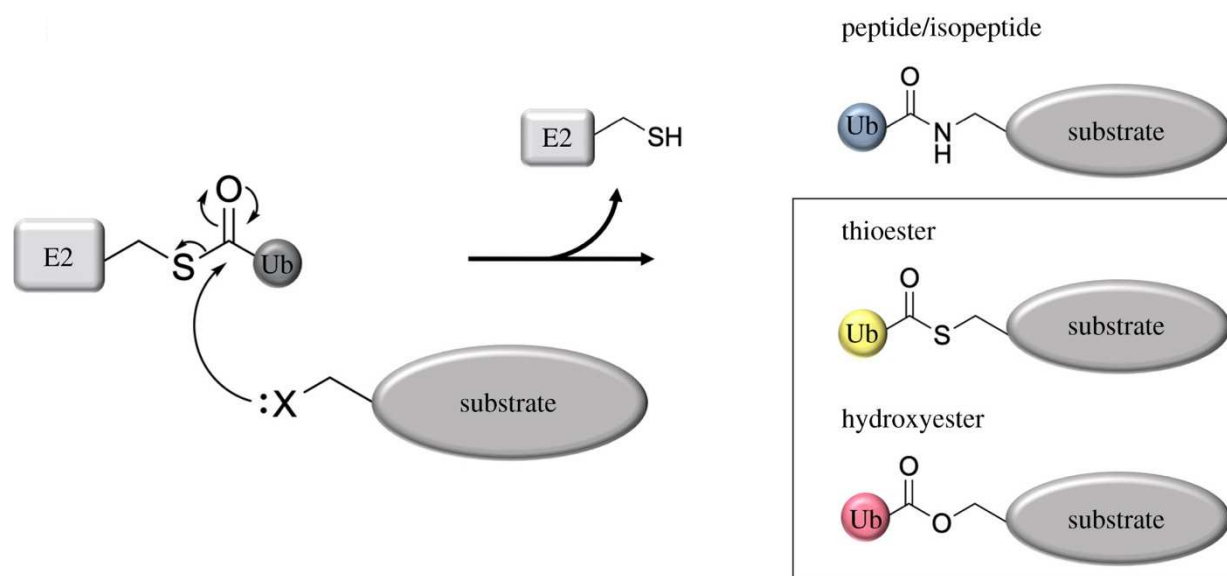 peptide/isopeptide
O
Ub
N
H
substrate
E2
SH
O
E2
S
Ub
thioester
O
Ub
S
substrate
:X
substrate
hydroxyester
O
Ub
O
substrate